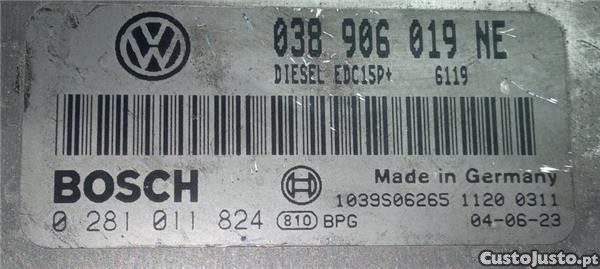 VW
038 906 019 NE
DIESEL EDC15P+ 6119
BOSCH
Made in Germany
1039S06265 1120 0311
0 281 011 824 810 BPG 04-06-23
CustoJusto.pt